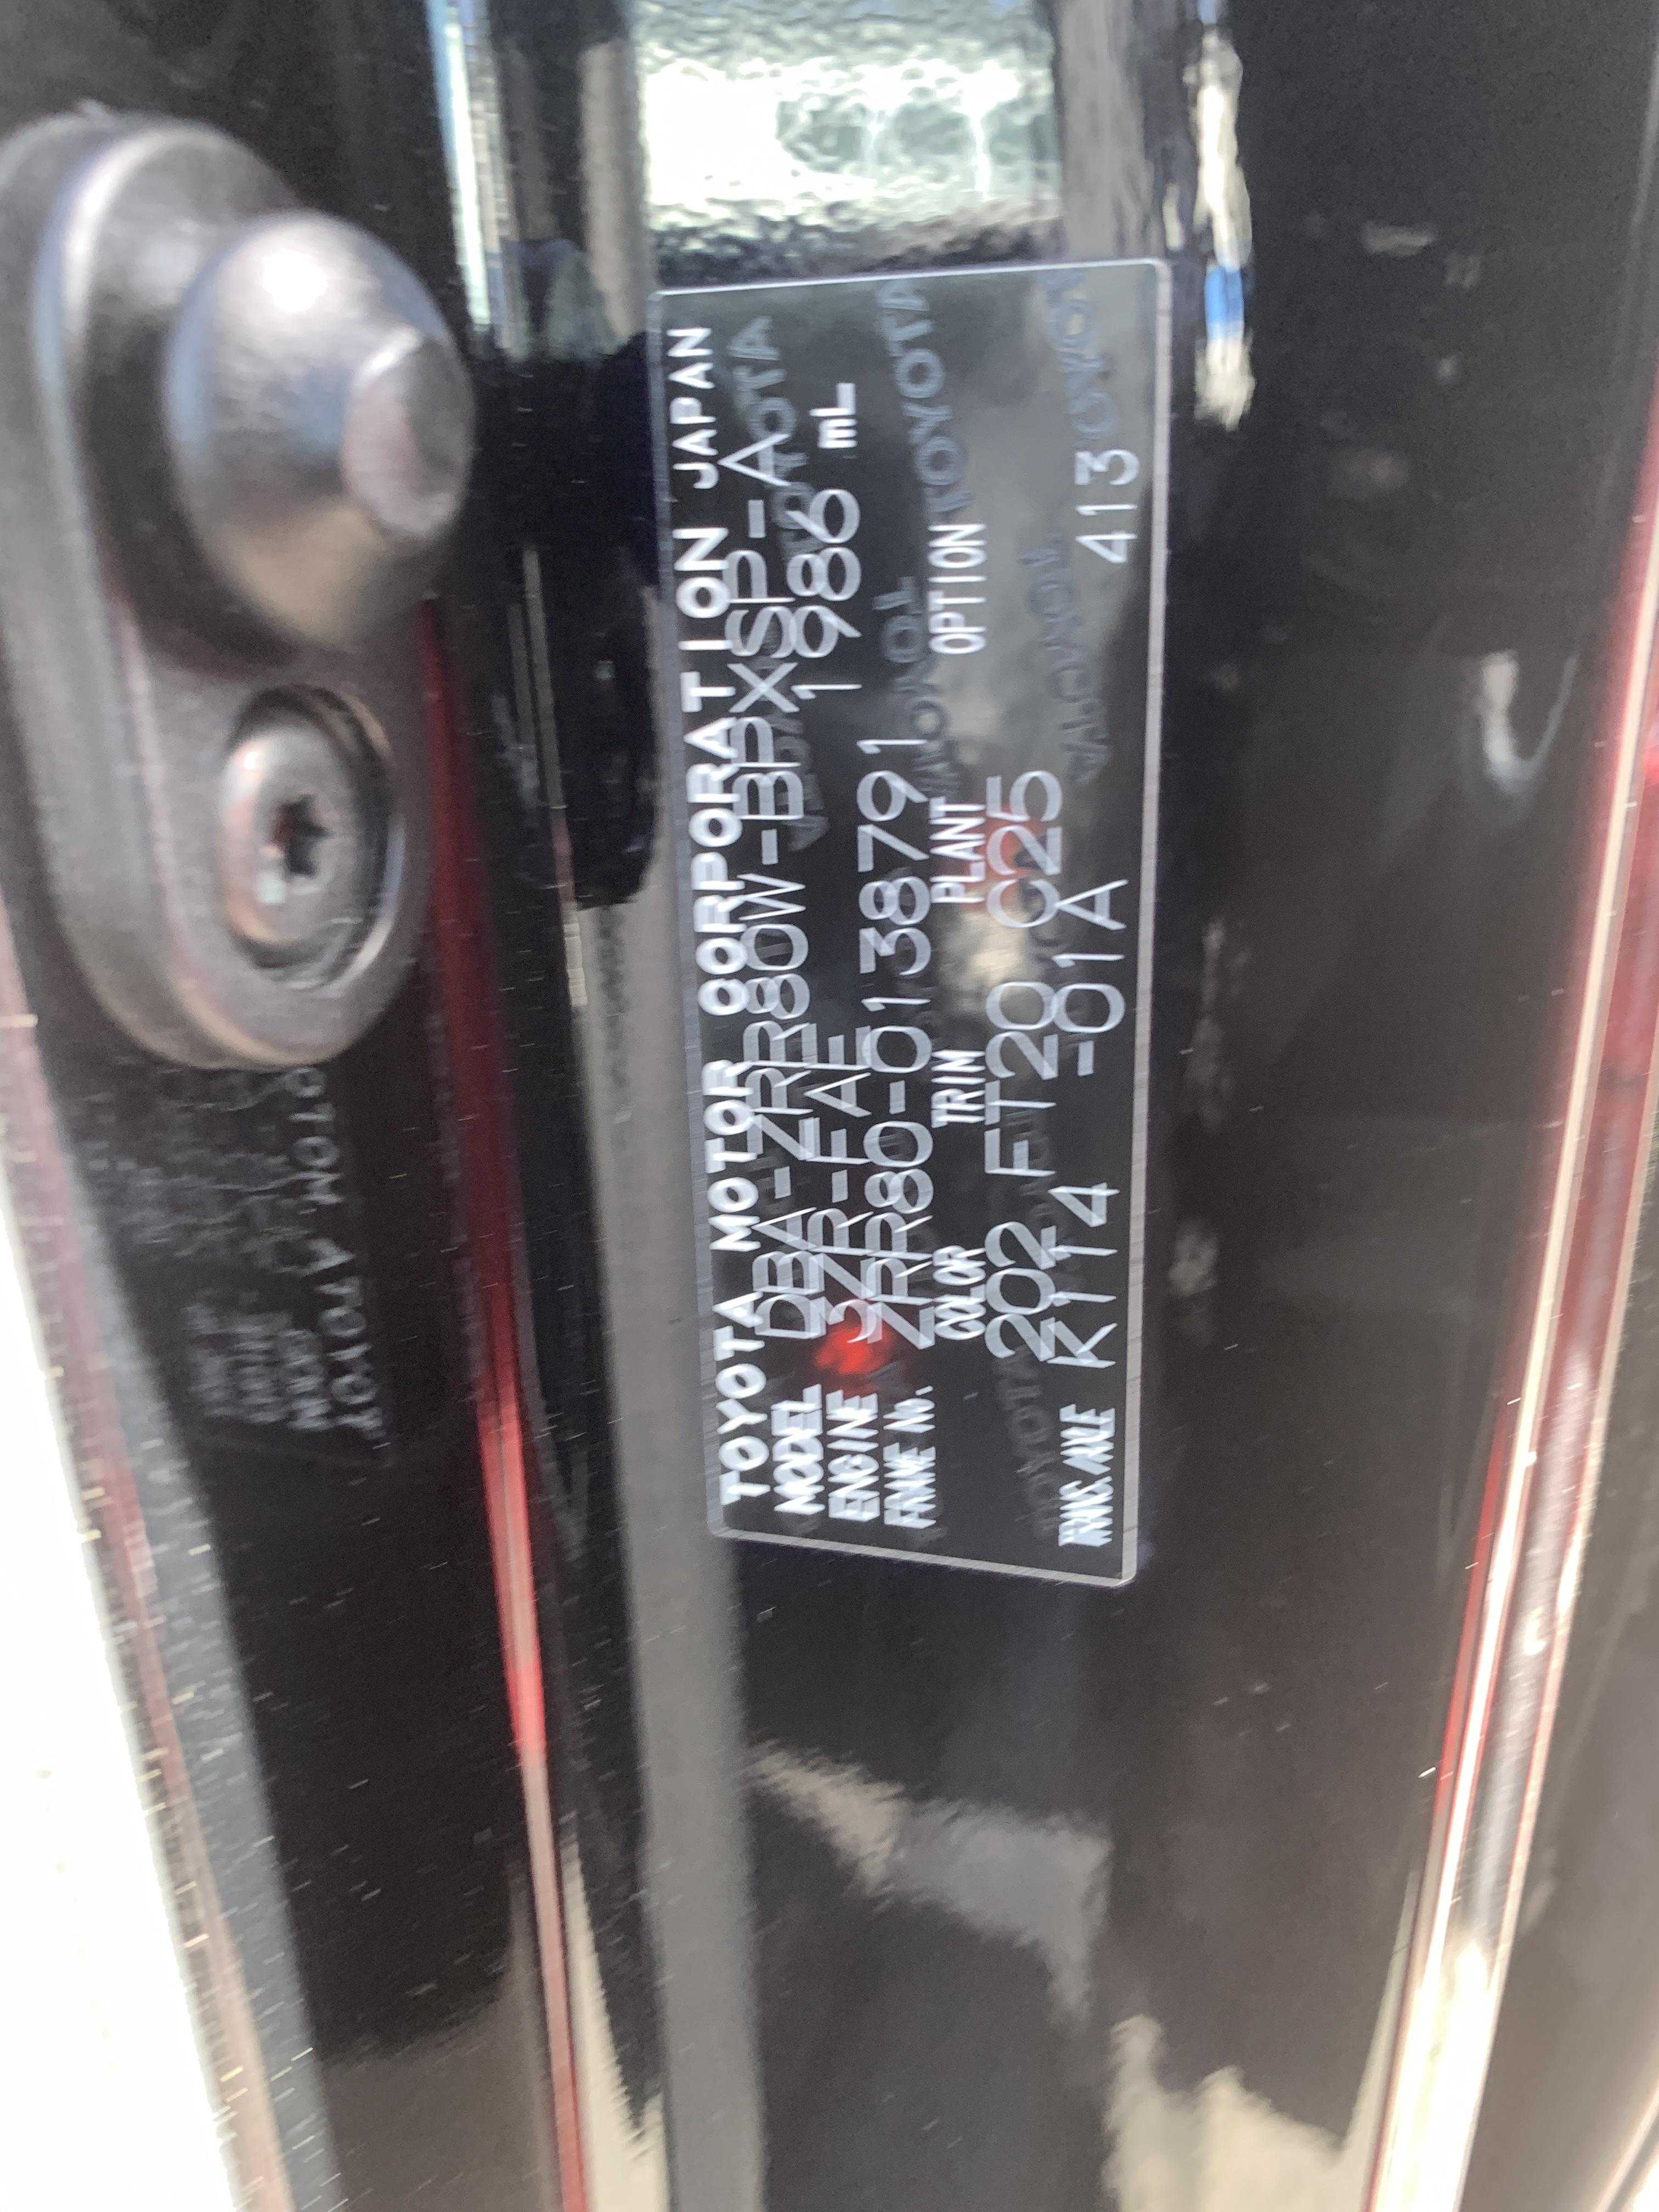 TOYOTA MOTOR CORPORATION JAPAN
MODEL DBA-ZRR80W-BPXSP-A
ENGINE 3ZR-FAE 1986 mL
FRAME No. ZRR80-0138791
COLOR TRIM PLANT OPTION
202 FT20 C25
TRANS.AXLE K114 -01A 413